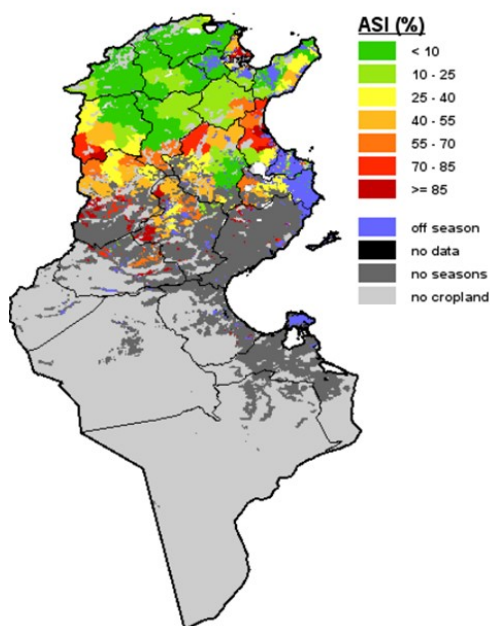 ASI (%)
< 10
10 - 25
25 - 40
40 - 55
55 - 70
70 - 85
>= 85
off season
no data
no seasons
no cropland